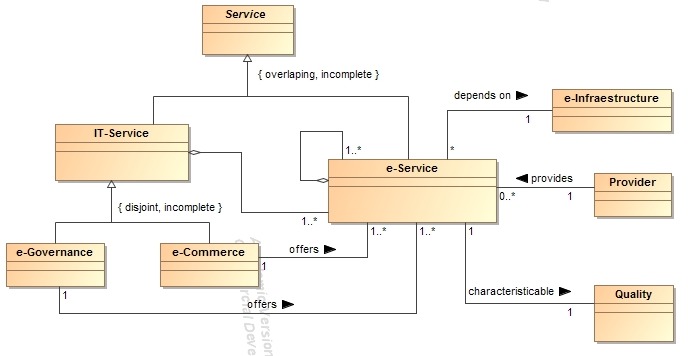 Service
{ overlaping, incomplete }
depends on
e-Infraestructure
1
*
IT-Service
1..*
e-Service
provides
Provider
0..*
1
{ disjoint, incomplete }
1..*
e-Governance
e-Commerce
1..*
1..*
1
offers
1
characteristicable
Quality
1
1
offers
1